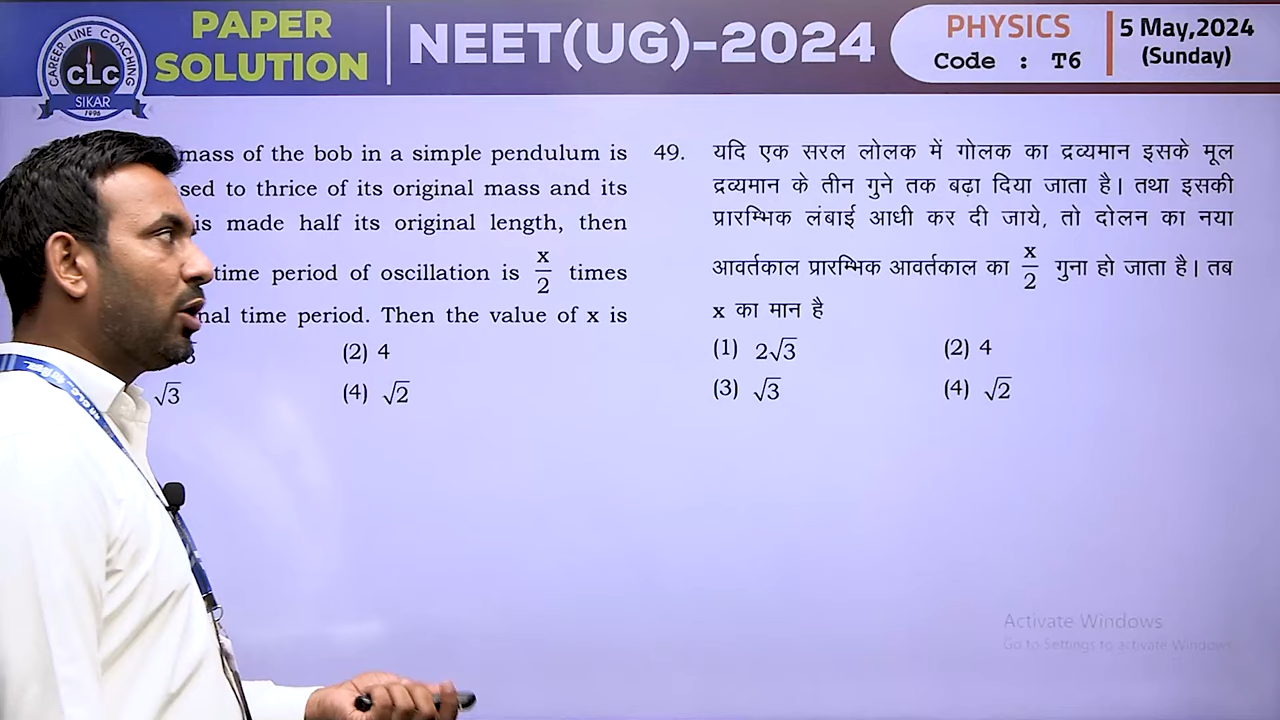 CAREER LINE COACHING
CLC
SIKAR
1996
PAPER
SOLUTION
NEET(UG)-2024
PHYSICS
Code : T6
5 May,2024
(Sunday)
mass of the bob in a simple pendulum is
sed to thrice of its original mass and its
is made half its original length, then
time period of oscillation is x/2 times
nal time period. Then the value of x is
(2) 4
√3
(4) √2
49. यदि एक सरल लोलक में गोलक का द्रव्यमान इसके मूल
द्रव्यमान के तीन गुने तक बढ़ा दिया जाता है। तथा इसकी
प्रारम्भिक लंबाई आधी कर दी जाये, तो दोलन का नया
आवर्तकाल प्रारम्भिक आवर्तकाल का x/2 गुना हो जाता है। तब
x का मान है
(1) 2√3
(2) 4
(3) √3
(4) √2
Activate Windows
Go to Settings to activate Windows.